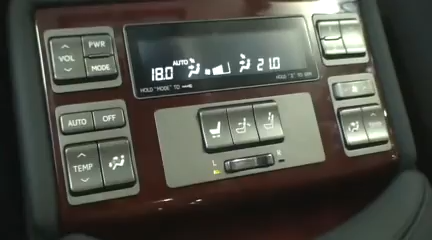 VOL
PWR
MODE
AUTO
18.0
21.0
HOLD "MODE" TO
AUTO
OFF
TEMP
L
R